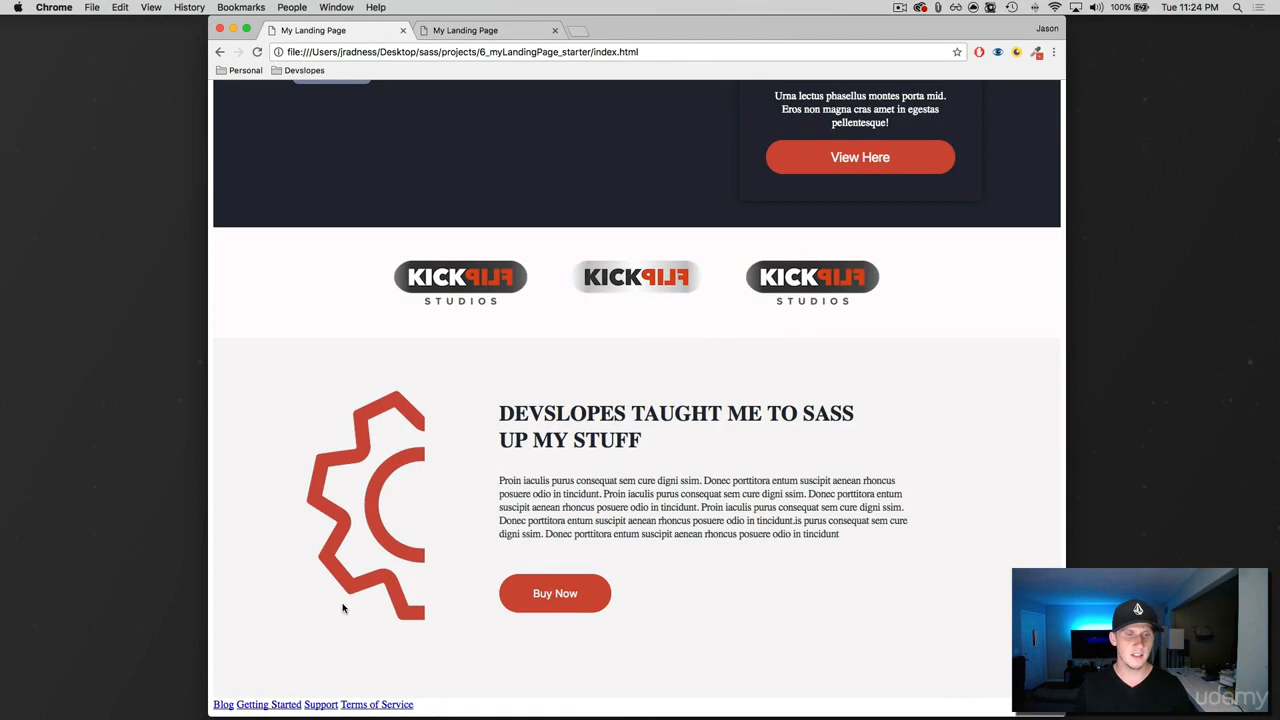 Chrome File Edit View History Bookmarks People Window Help 100% Tue 11:24 PM
My Landing Page My Landing Page Jason
file:///Users/jradness/Desktop/sass/projects/6_myLandingPage_starter/index.html
Personal Devslopes
Urna lectus phasellus montes porta mid.
Eros non magna cras amet in egestas
pellentesque!
View Here
KICKFLIP KICKFLIP KICKFLIP
STUDIOS STUDIOS
DEVSLOPES TAUGHT ME TO SASS
UP MY STUFF
Proin iaculis purus consequat sem cure digni ssim. Donec porttitora entum suscipit aenean rhoncus
posuere odio in tincidunt. Proin iaculis purus consequat sem cure digni ssim. Donec porttitora entum
suscipit aenean rhoncus posuere odio in tincidunt. Proin iaculis purus consequat sem cure digni ssim.
Donec porttitora entum suscipit aenean rhoncus posuere odio in tincidunt.is purus consequat sem cure
digni ssim. Donec porttitora entum suscipit aenean rhoncus posuere odio in tincidunt
Buy Now
Blog Getting Started Support Terms of Service
udemy